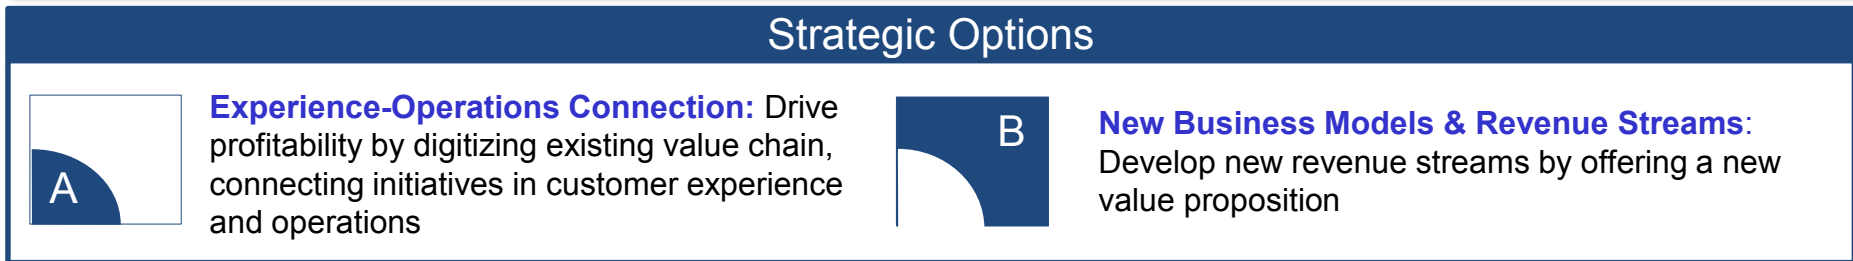 Strategic Options
A
Experience-Operations Connection: Drive
profitability by digitizing existing value chain,
connecting initiatives in customer experience
and operations
B
New Business Models & Revenue Streams:
Develop new revenue streams by offering a new
value proposition